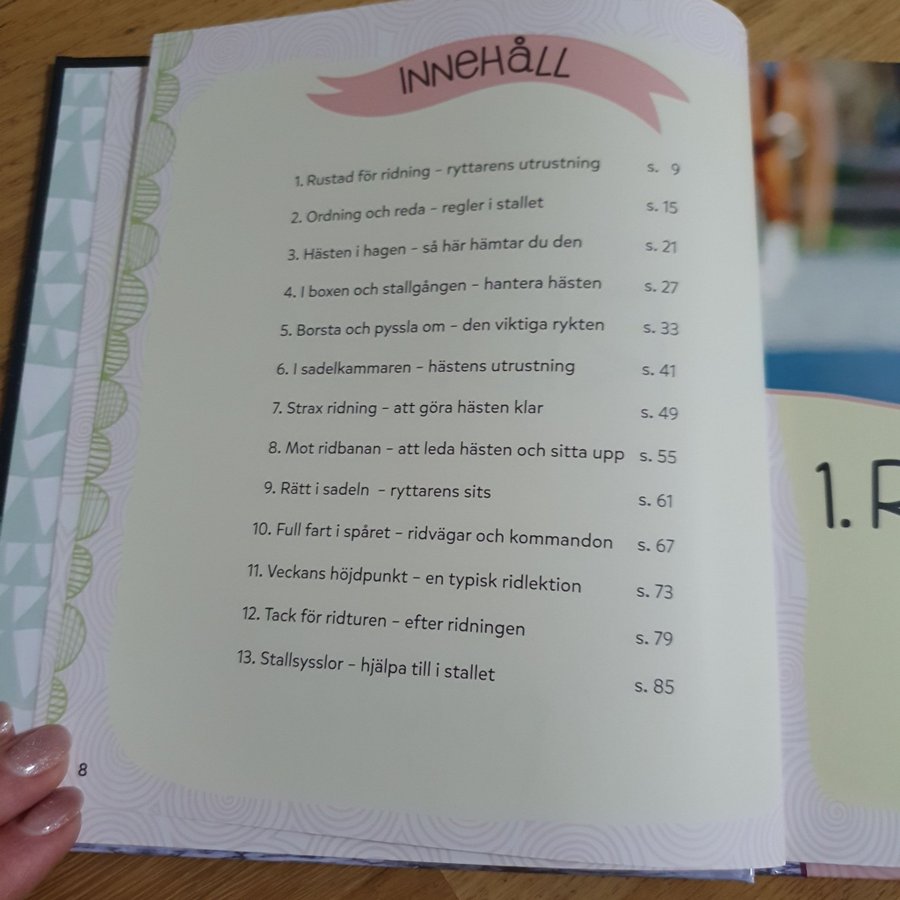 INNEHÅLL
1. Rustad för ridning – ryttarens utrustning s. 9
2. Ordning och reda – regler i stallet s. 15
3. Hästen i hagen – så här hämtar du den s. 21
4. I boxen och stallgången – hantera hästen s. 27
5. Borsta och pyssla om – den viktiga rykten s. 33
6. I sadelkammaren – hästens utrustning s. 41
7. Strax ridning – att göra hästen klar s. 49
8. Mot ridbanan – att leda hästen och sitta upp s. 55
9. Rätt i sadeln – ryttarens sits s. 61
10. Full fart i spåret – ridvägar och kommandon s. 67
11. Veckans höjdpunkt – en typisk ridlektion s. 73
12. Tack för ridturen – efter ridningen s. 79
13. Stallsysslor – hjälpa till i stallet s. 85
8
1. R